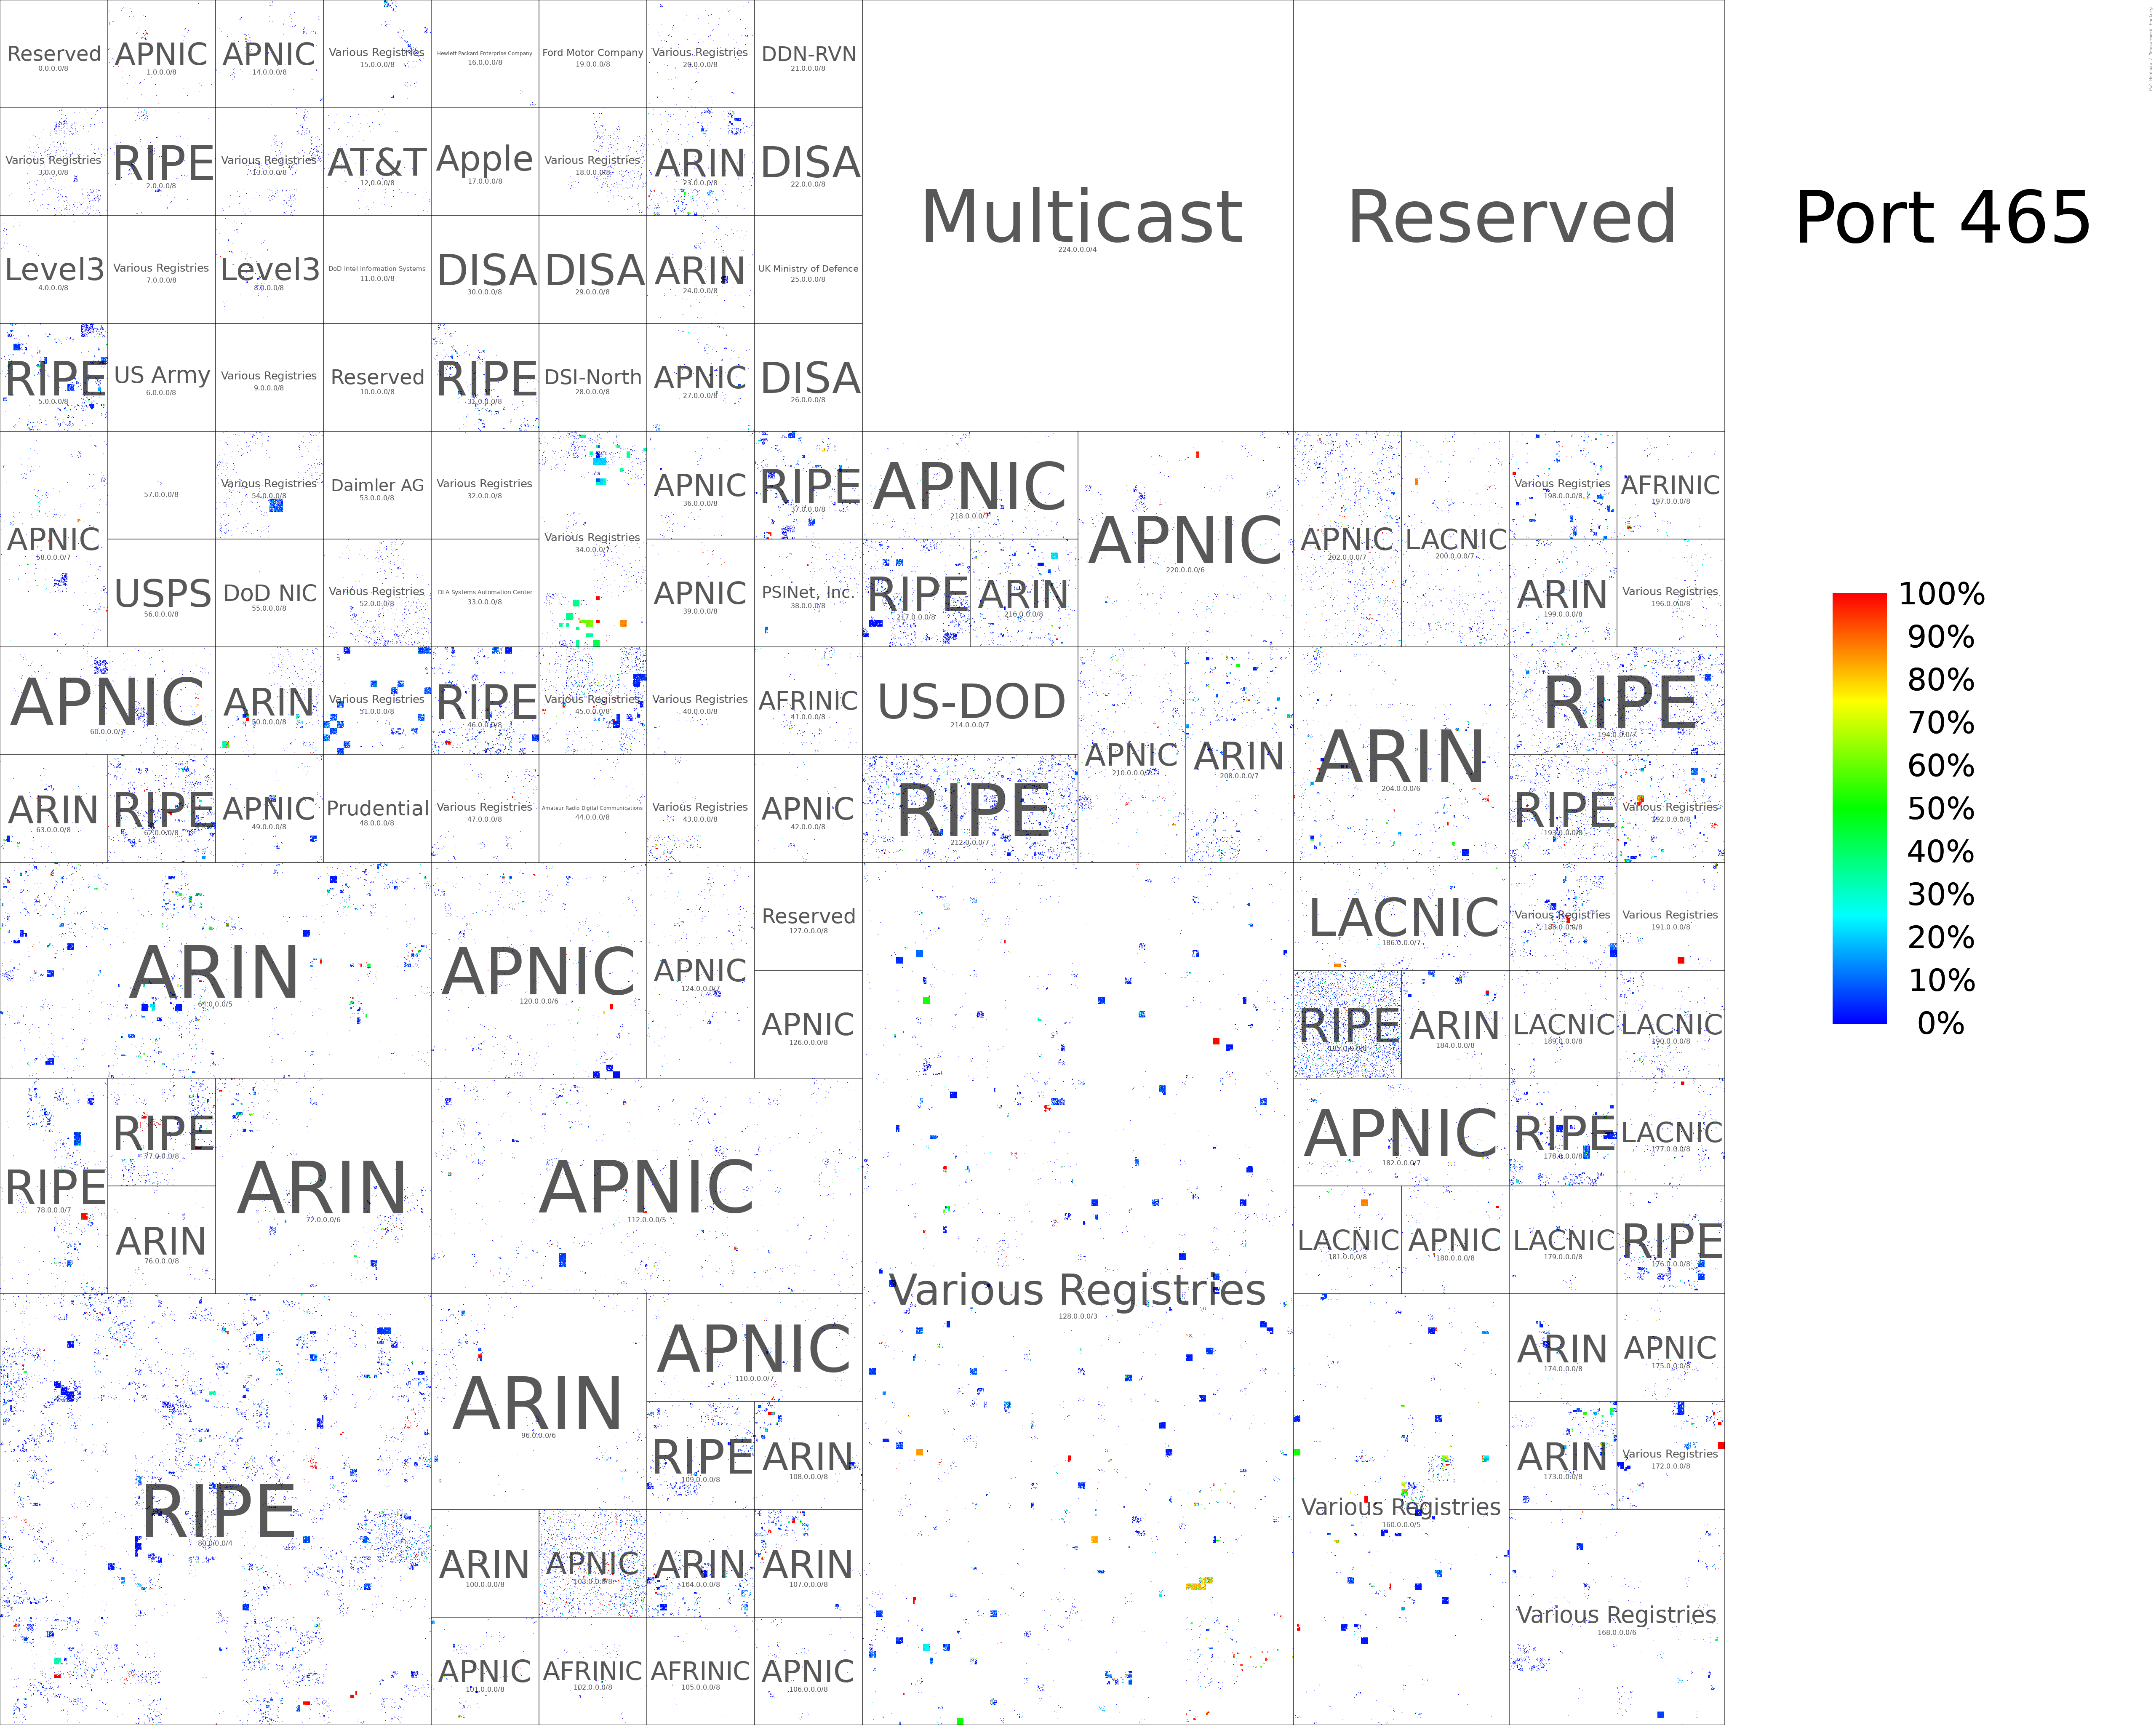 Reserved
0.0.0.0/8
APNIC
1.0.0.0/8
APNIC
14.0.0.0/8
Various Registries
15.0.0.0/8
Hewlett Packard Enterprise Company
16.0.0.0/8
Ford Motor Company
19.0.0.0/8
Various Registries
20.0.0.0/8
DDN-RVN
21.0.0.0/8
Various Registries
3.0.0.0/8
RIPE
2.0.0.0/8
Various Registries
13.0.0.0/8
AT&T
12.0.0.0/8
Apple
17.0.0.0/8
Various Registries
18.0.0.0/8
ARIN
23.0.0.0/8
DISA
22.0.0.0/8
Multicast
224.0.0.0/4
Reserved
Port 465
Level3
4.0.0.0/8
Various Registries
7.0.0.0/8
Level3
8.0.0.0/8
DoD Intel Information Systems
11.0.0.0/8
DISA
30.0.0.0/8
DISA
29.0.0.0/8
ARIN
24.0.0.0/8
UK Ministry of Defence
25.0.0.0/8
RIPE
5.0.0.0/8
US Army
6.0.0.0/8
Various Registries
9.0.0.0/8
Reserved
10.0.0.0/8
RIPE
31.0.0.0/8
DSI-North
28.0.0.0/8
APNIC
27.0.0.0/8
DISA
26.0.0.0/8
APNIC
58.0.0.0/7
57.0.0.0/8
Various Registries
54.0.0.0/8
Daimler AG
53.0.0.0/8
Various Registries
32.0.0.0/8
Various Registries
34.0.0.0/7
APNIC
36.0.0.0/8
RIPE
37.0.0.0/8
APNIC
218.0.0.0/7
APNIC
220.0.0.0/6
APNIC
202.0.0.0/7
LACNIC
200.0.0.0/7
Various Registries
198.0.0.0/8
AFRINIC
197.0.0.0/8
USPS
56.0.0.0/8
DoD NIC
55.0.0.0/8
Various Registries
52.0.0.0/8
DLA Systems Automation Center
33.0.0.0/8
APNIC
39.0.0.0/8
PSINet, Inc.
38.0.0.0/8
RIPE
217.0.0.0/8
ARIN
216.0.0.0/8
ARIN
199.0.0.0/8
Various Registries
196.0.0.0/8
APNIC
60.0.0.0/7
ARIN
50.0.0.0/8
Various Registries
51.0.0.0/8
RIPE
46.0.0.0/8
Various Registries
45.0.0.0/8
Various Registries
40.0.0.0/8
AFRINIC
41.0.0.0/8
US-DOD
214.0.0.0/7
APNIC
210.0.0.0/7
ARIN
208.0.0.0/7
ARIN
204.0.0.0/6
RIPE
194.0.0.0/7
ARIN
63.0.0.0/8
RIPE
62.0.0.0/8
APNIC
49.0.0.0/8
Prudential
48.0.0.0/8
Various Registries
47.0.0.0/8
Amateur Radio Digital Communications
44.0.0.0/8
Various Registries
43.0.0.0/8
APNIC
42.0.0.0/8
RIPE
212.0.0.0/7
RIPE
193.0.0.0/8
Various Registries
192.0.0.0/8
100%
90%
80%
70%
60%
50%
40%
30%
20%
10%
0%
ARIN
64.0.0.0/5
APNIC
120.0.0.0/6
APNIC
124.0.0.0/7
Reserved
127.0.0.0/8
APNIC
126.0.0.0/8
Various Registries
128.0.0.0/3
LACNIC
186.0.0.0/7
Various Registries
188.0.0.0/8
Various Registries
191.0.0.0/8
RIPE
185.0.0.0/8
ARIN
184.0.0.0/8
LACNIC
189.0.0.0/8
LACNIC
190.0.0.0/8
RIPE
78.0.0.0/7
RIPE
77.0.0.0/8
ARIN
76.0.0.0/8
ARIN
72.0.0.0/6
APNIC
112.0.0.0/5
APNIC
182.0.0.0/7
RIPE
178.0.0.0/8
LACNIC
177.0.0.0/8
LACNIC
181.0.0.0/8
APNIC
180.0.0.0/8
LACNIC
179.0.0.0/8
RIPE
176.0.0.0/8
RIPE
80.0.0.0/4
ARIN
96.0.0.0/6
APNIC
110.0.0.0/7
RIPE
109.0.0.0/8
ARIN
108.0.0.0/8
Various Registries
160.0.0.0/5
ARIN
174.0.0.0/8
APNIC
175.0.0.0/8
ARIN
173.0.0.0/8
Various Registries
172.0.0.0/8
ARIN
100.0.0.0/8
APNIC
103.0.0.0/8
ARIN
104.0.0.0/8
ARIN
107.0.0.0/8
APNIC
101.0.0.0/8
AFRINIC
102.0.0.0/8
AFRINIC
105.0.0.0/8
APNIC
106.0.0.0/8
Various Registries
168.0.0.0/6